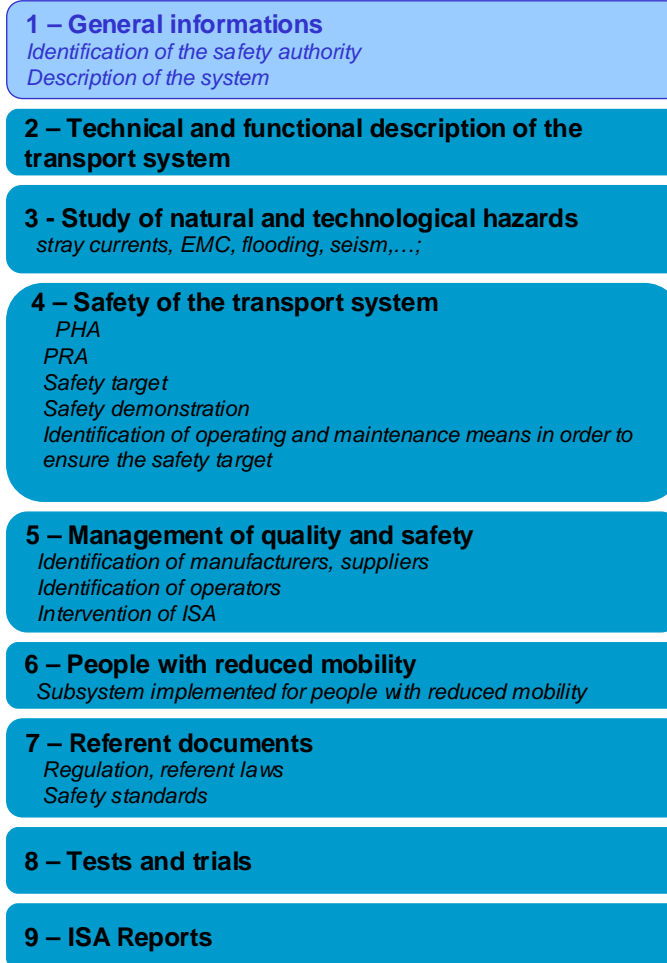 1 – General informations
Identification of the safety authority
Description of the system
2 – Technical and functional description of the
transport system
3 - Study of natural and technological hazards
stray currents, EMC, flooding, seism,…;
4 – Safety of the transport system
PHA
PRA
Safety target
Safety demonstration
Identification of operating and maintenance means in order to
ensure the safety target
5 – Management of quality and safety
Identification of manufacturers, suppliers
Identification of operators
Intervention of ISA
6 – People with reduced mobility
Subsystem implemented for people with reduced mobility
7 – Referent documents
Regulation, referent laws
Safety standards
8 – Tests and trials
9 – ISA Reports